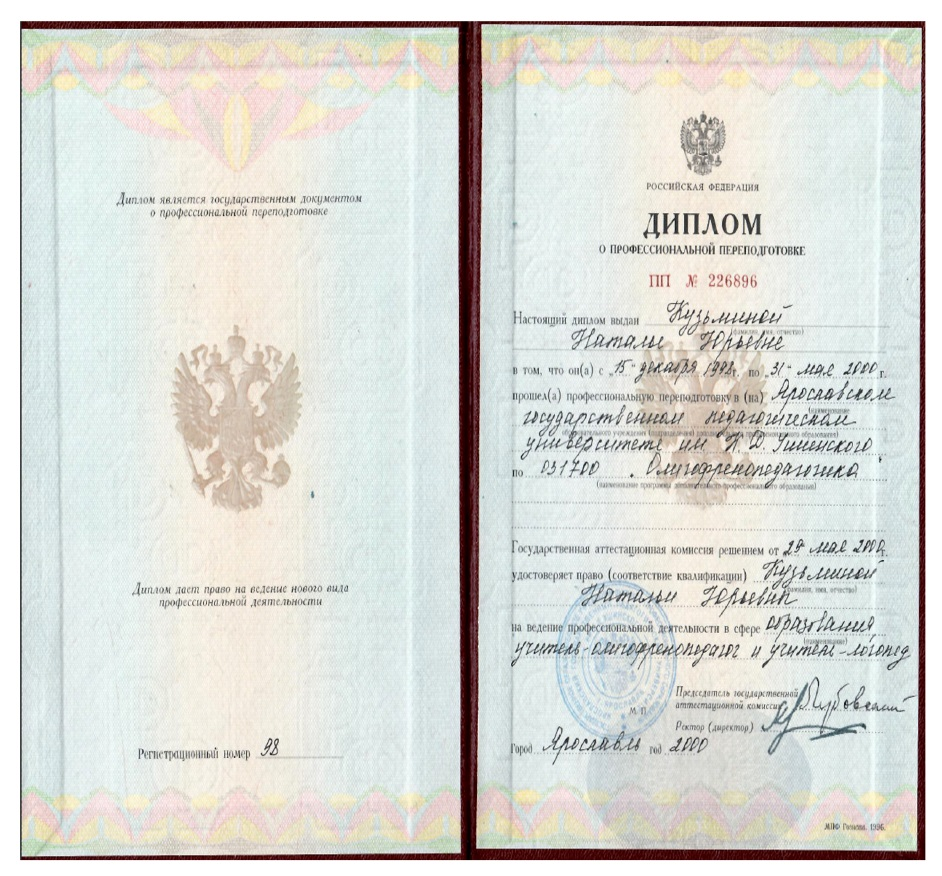 Диплом является государственным документом
о профессиональной переподготовке
Диплом дает право на ведение нового вида
профессиональной деятельности
Регистрационный номер 98
РОССИЙСКАЯ ФЕДЕРАЦИЯ
ДИПЛОМ
О ПРОФЕССИОНАЛЬНОЙ ПЕРЕПОДГОТОВКЕ
ПП № 226896
Настоящий диплом выдан Кузьминой
(фамилия, имя, отчество)
Наталье Юрьевне
в том, что он(а) с „15" декабря 1998г. по „31" мая 2000 г.
прошел(а) профессиональную переподготовку в (на) Ярославском
(наименование
государственном педагогическом
образовательного учреждения (подразделения) дополнительного профессионального образования)
университете им К. Д. Ушинского
по 031700 . Олигофренопедагогика
(наименование программы дополнительного профессионального образования)
Государственная аттестационная комиссия решением от 29 мая 2000г.
удостоверяет право (соответствие квалификации) Кузьминой
(фамилия, имя, отчество)
Натальи Юрьевны
на ведение профессиональной деятельности в сфере образования,
(наименование)
учитель-олигофренопедагог и учитель-логопед
Председатель государственной
аттестационной комиссии
М П
Ректор (директор)
Город Ярославль год 2000
МПФ Гознака. 1996.